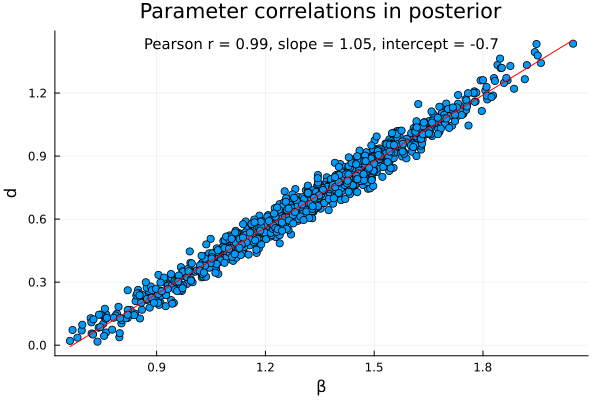 Parameter correlations in posterior
Pearson r = 0.99, slope = 1.05, intercept = -0.7
d
1.2
0.9
0.6
0.3
0.0
0.9 1.2 1.5 1.8
β